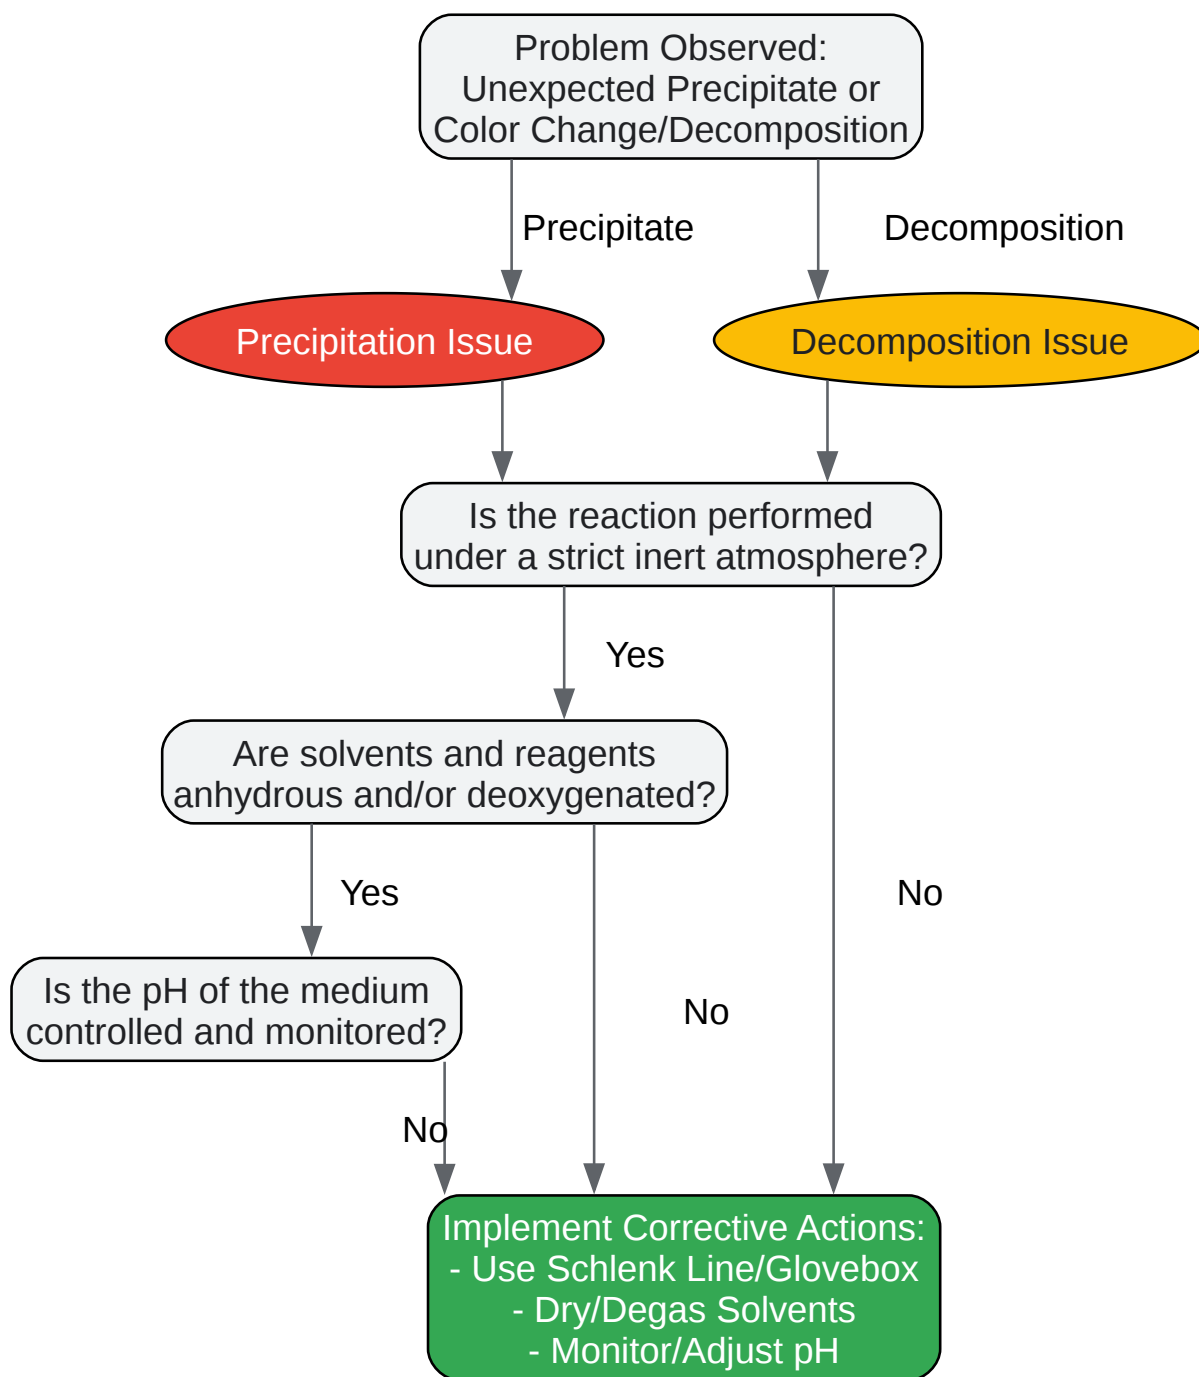 Problem Observed:
Unexpected Precipitate or
Color Change/Decomposition
Precipitate
Decomposition
Precipitation Issue
Decomposition Issue
Is the reaction performed
under a strict inert atmosphere?
Yes
Are solvents and reagents
anhydrous and/or deoxygenated?
Yes
No
Is the pH of the medium
controlled and monitored?
No
No
Implement Corrective Actions:
- Use Schlenk Line/Glovebox
- Dry/Degas Solvents
- Monitor/Adjust pH